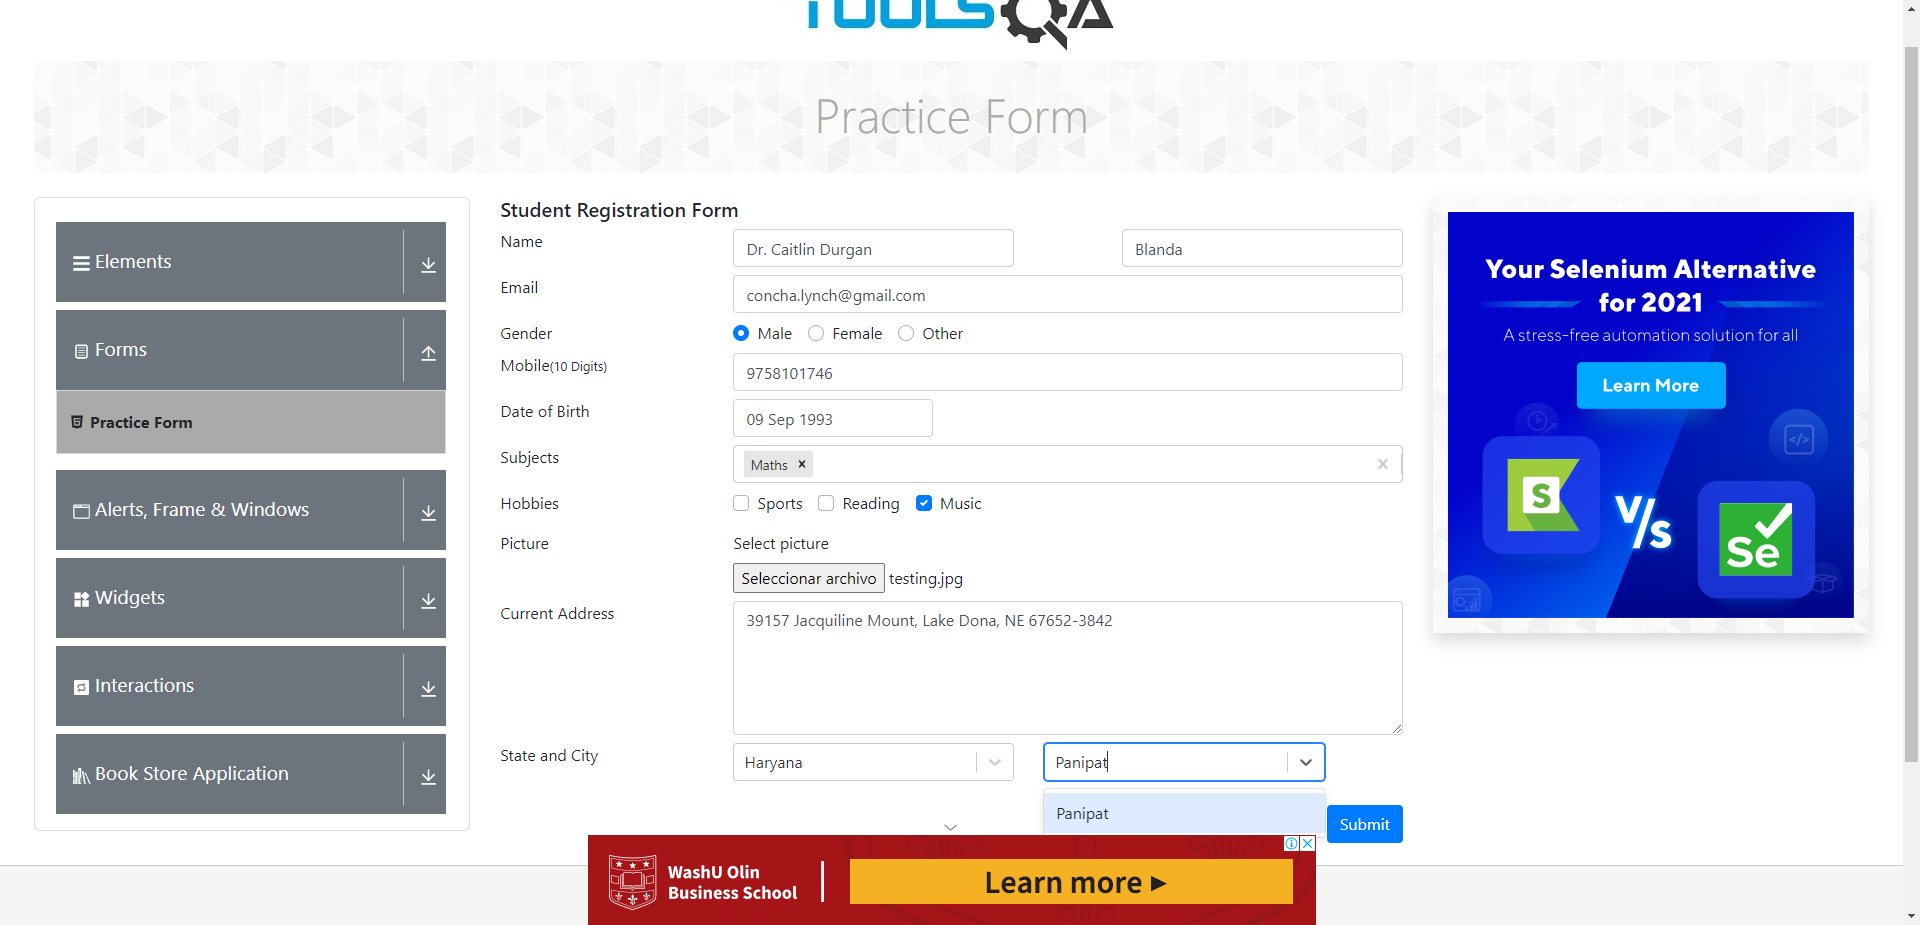 TOOLSQA
Practice Form
Elements
Forms
Practice Form
Alerts, Frame & Windows
Widgets
Interactions
Book Store Application
Student Registration Form
Name
Dr. Caitlin Durgan
Blanda
Email
concha.lynch@gmail.com
Gender
Male
Female
Other
Mobile(10 Digits)
9758101746
Date of Birth
09 Sep 1993
Subjects
Maths
Hobbies
Sports
Reading
Music
Picture
Select picture
Seleccionar archivo testing.jpg
Current Address
39157 Jacquiline Mount, Lake Dona, NE 67652-3842
State and City
Haryana
Panipat
Panipat
Submit
Your Selenium Alternative
for 2021
A stress-free automation solution for all
Learn More
S
V/s
Se
WashU Olin
Business School
Learn more